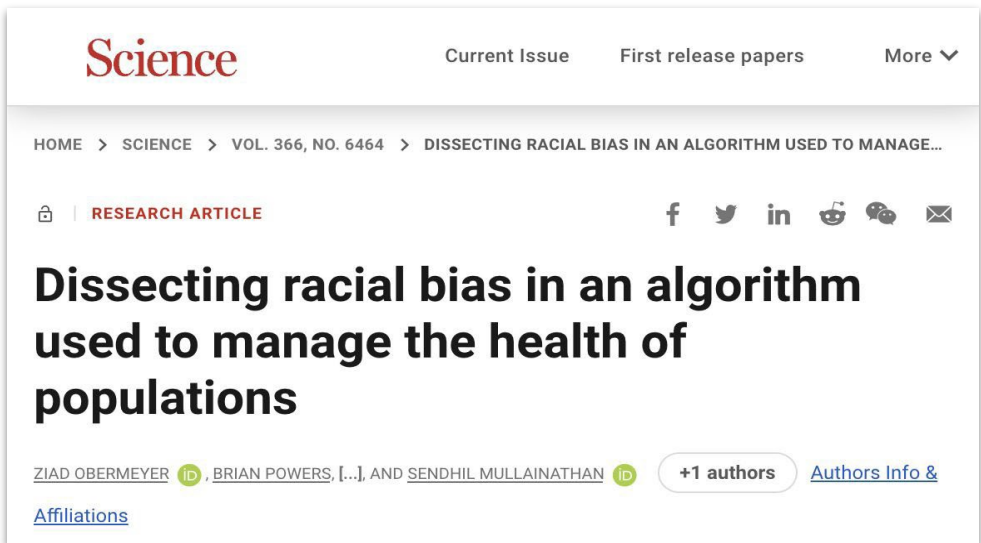 Science
Current Issue First release papers More
HOME > SCIENCE > VOL. 366, NO. 6464 > DISSECTING RACIAL BIAS IN AN ALGORITHM USED TO MANAGE...
RESEARCH ARTICLE
Dissecting racial bias in an algorithm
used to manage the health of
populations
ZIAD OBERMEYER iD, BRIAN POWERS, [...], AND SENDHIL MULLAINATHAN iD +1 authors Authors Info &
Affiliations